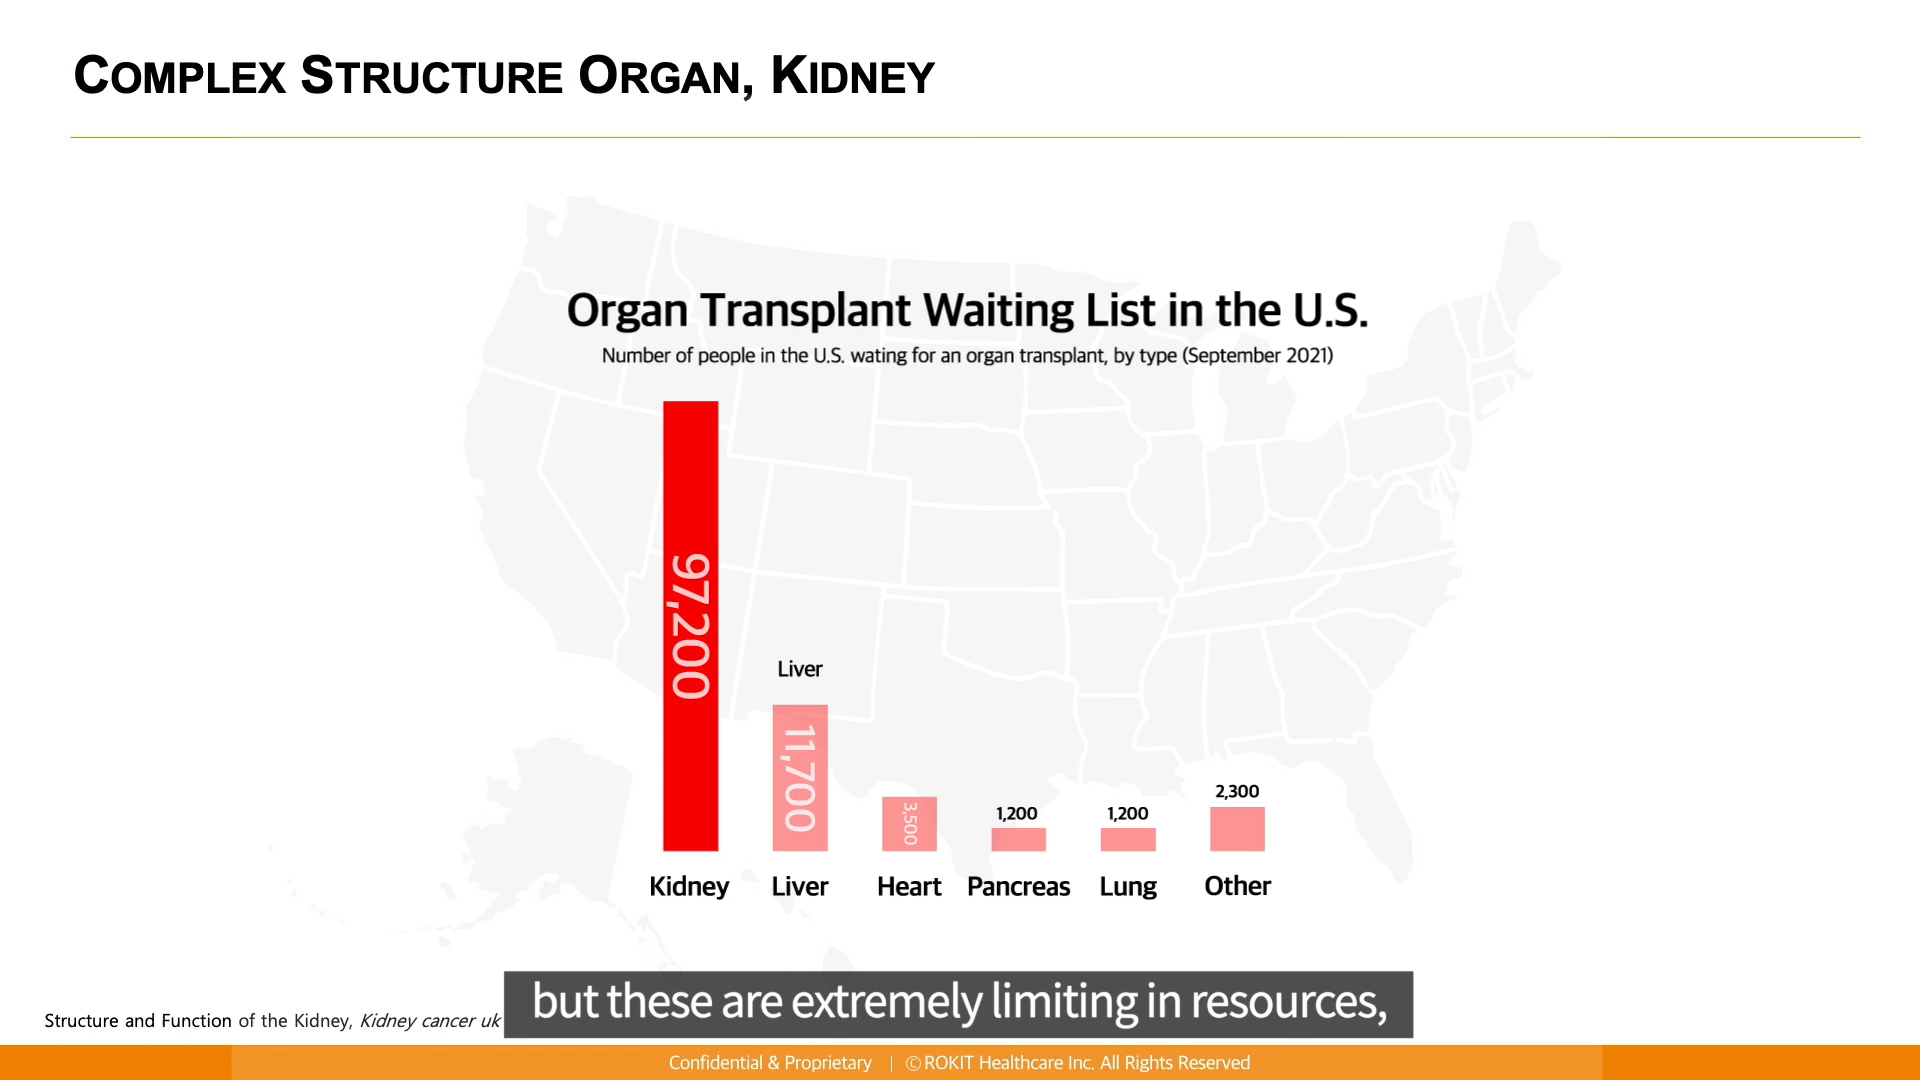 COMPLEX STRUCTURE ORGAN, KIDNEY
Organ Transplant Waiting List in the U.S.
Number of people in the U.S. wating for an organ transplant, by type (September 2021)
97,200
Liver
11,700
3,500
1,200
1,200
2,300
Kidney Liver Heart Pancreas Lung Other
but these are extremely limiting in resources,
Structure and Function of the Kidney, Kidney cancer uk
Confidential & Proprietary | © ROKIT Healthcare Inc. All Rights Reserved